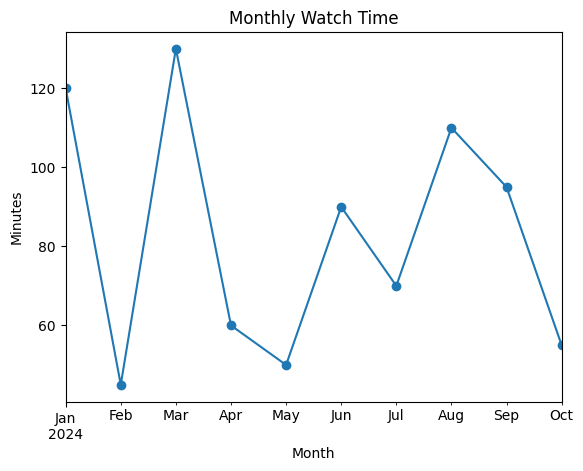 Monthly Watch Time
120
100
80
60
Minutes
Jan Feb Mar Apr May Jun Jul Aug Sep Oct
2024
Month